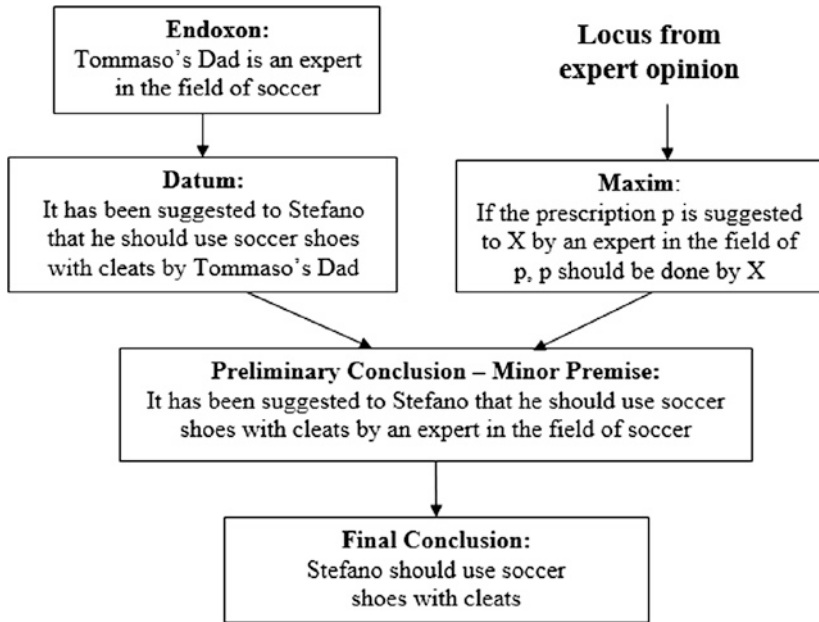 Endoxon:
Tommaso's Dad is an expert
in the field of soccer
Locus from
expert opinion
Datum:
It has been suggested to Stefano
that he should use soccer shoes
with cleats by Tommaso's Dad
Maxim:
If the prescription p is suggested
to X by an expert in the field of
p, p should be done by X
Preliminary Conclusion – Minor Premise:
It has been suggested to Stefano that he should use soccer
shoes with cleats by an expert in the field of soccer
Final Conclusion:
Stefano should use soccer
shoes with cleats